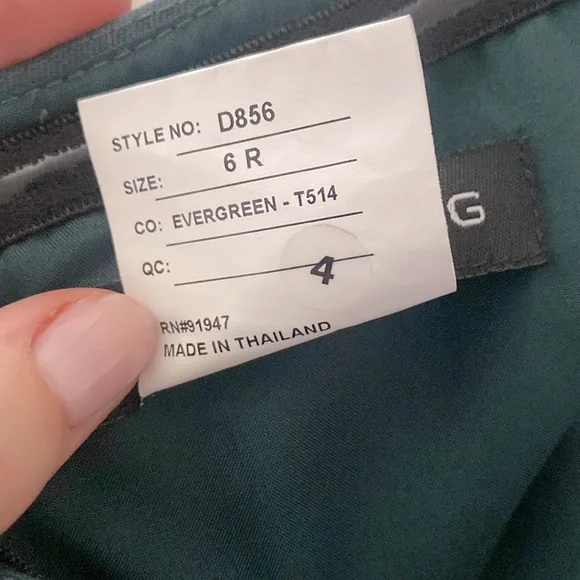 STYLE NO: D856
SIZE: 6 R
CO: EVERGREEN - T514
QC: 4
RN#91947
MADE IN THAILAND
G